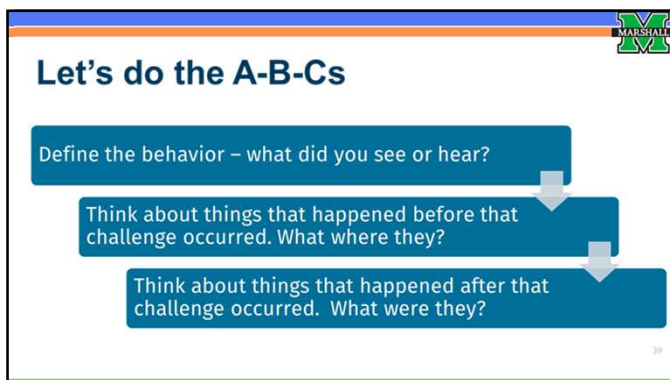 MARSHALL
Let's do the A-B-Cs
Define the behavior – what did you see or hear?
Think about things that happened before that
challenge occurred. What where they?
Think about things that happened after that
challenge occurred.  What were they?
39